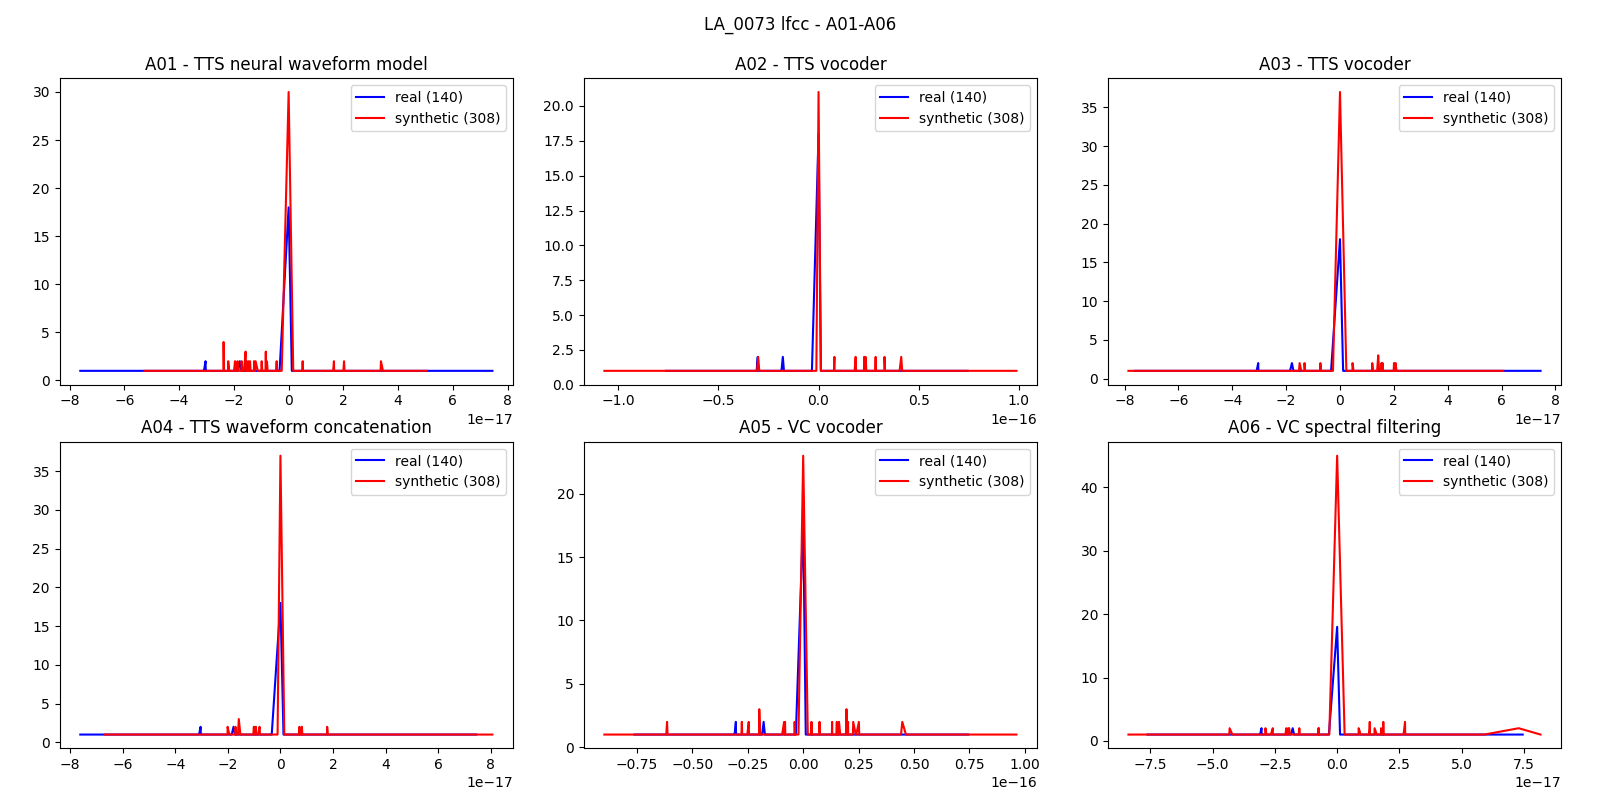 LA_0073 lfcc - A01-A06
A01 - TTS neural waveform model
real (140)
synthetic (308)
30
25
20
15
10
5
0
−8 −6 −4 −2 0 2 4 6 8
1e−17
A02 - TTS vocoder
real (140)
synthetic (308)
20.0
17.5
15.0
12.5
10.0
7.5
5.0
2.5
0.0
−1.0 −0.5 0.0 0.5 1.0
1e−16
A03 - TTS vocoder
real (140)
synthetic (308)
35
30
25
20
15
10
5
0
−8 −6 −4 −2 0 2 4 6 8
1e−17
A04 - TTS waveform concatenation
real (140)
synthetic (308)
35
30
25
20
15
10
5
0
−8 −6 −4 −2 0 2 4 6 8
1e−17
A05 - VC vocoder
real (140)
synthetic (308)
20
15
10
5
0
−0.75 −0.50 −0.25 0.00 0.25 0.50 0.75 1.00
1e−16
A06 - VC spectral filtering
real (140)
synthetic (308)
40
30
20
10
0
−7.5 −5.0 −2.5 0.0 2.5 5.0 7.5
1e−17